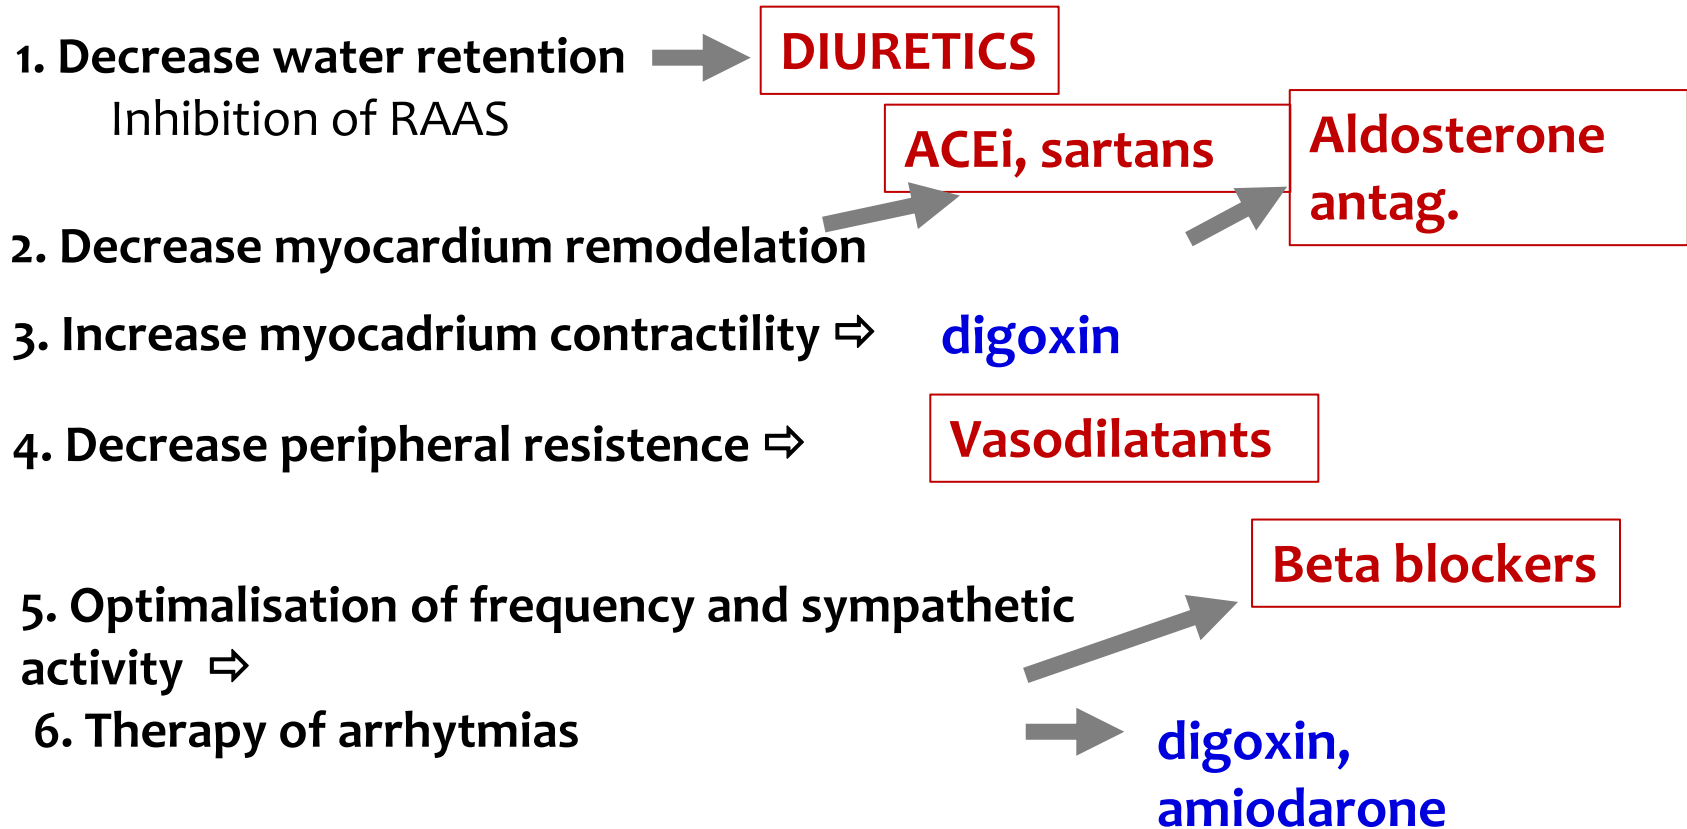 1. Decrease water retention
DIURETICS
Inhibition of RAAS
ACEi, sartans
Aldosterone
antag.
2. Decrease myocardium remodelation
3. Increase myocadrium contractility ⇨
digoxin
4. Decrease peripheral resistence ⇨
Vasodilatants
Beta blockers
5. Optimalisation of frequency and sympathetic
activity ⇨
6. Therapy of arrhytmias
digoxin,
amiodarone